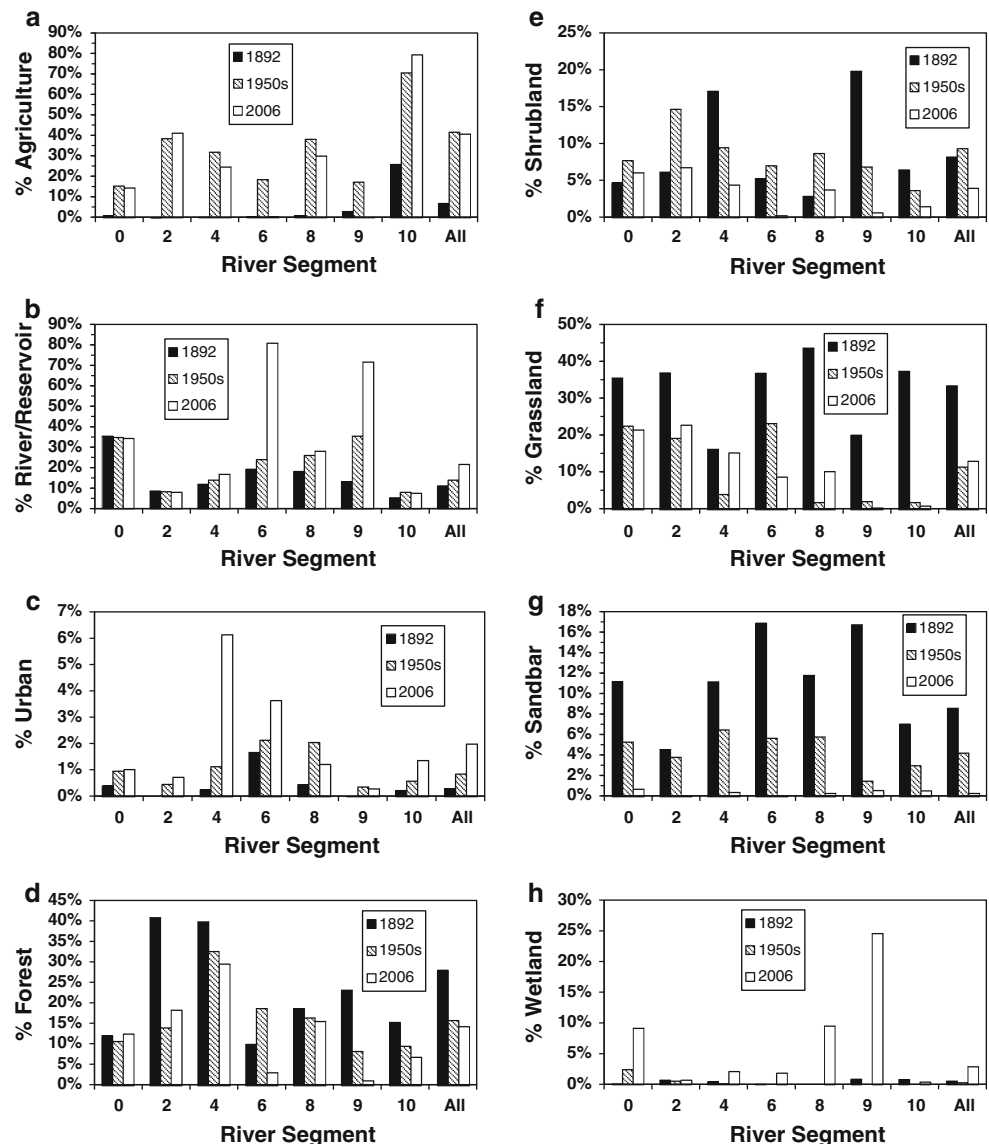 a
90%
80%
70%
60%
50%
40%
30%
20%
10%
0%
% Agriculture
1892
1950s
2006
0 2 4 6 8 9 10 All
River Segment
b
90%
80%
70%
60%
50%
40%
30%
20%
10%
0%
% River/Reservoir
1892
1950s
2006
0 2 4 6 8 9 10 All
River Segment
c
7%
6%
5%
4%
3%
2%
1%
0%
% Urban
1892
1950s
2006
0 2 4 6 8 9 10 All
River Segment
d
45%
40%
35%
30%
25%
20%
15%
10%
5%
0%
% Forest
1892
1950s
2006
0 2 4 6 8 9 10 All
River Segment
e
25%
20%
15%
10%
5%
0%
% Shrubland
1892
1950s
2006
0 2 4 6 8 9 10 All
River Segment
f
50%
40%
30%
20%
10%
0%
% Grassland
1892
1950s
2006
0 2 4 6 8 9 10 All
River Segment
g
18%
16%
14%
12%
10%
8%
6%
4%
2%
0%
% Sandbar
1892
1950s
2006
0 2 4 6 8 9 10 All
River Segment
h
30%
25%
20%
15%
10%
5%
0%
% Wetland
1892
1950s
2006
0 2 4 6 8 9 10 All
River Segment